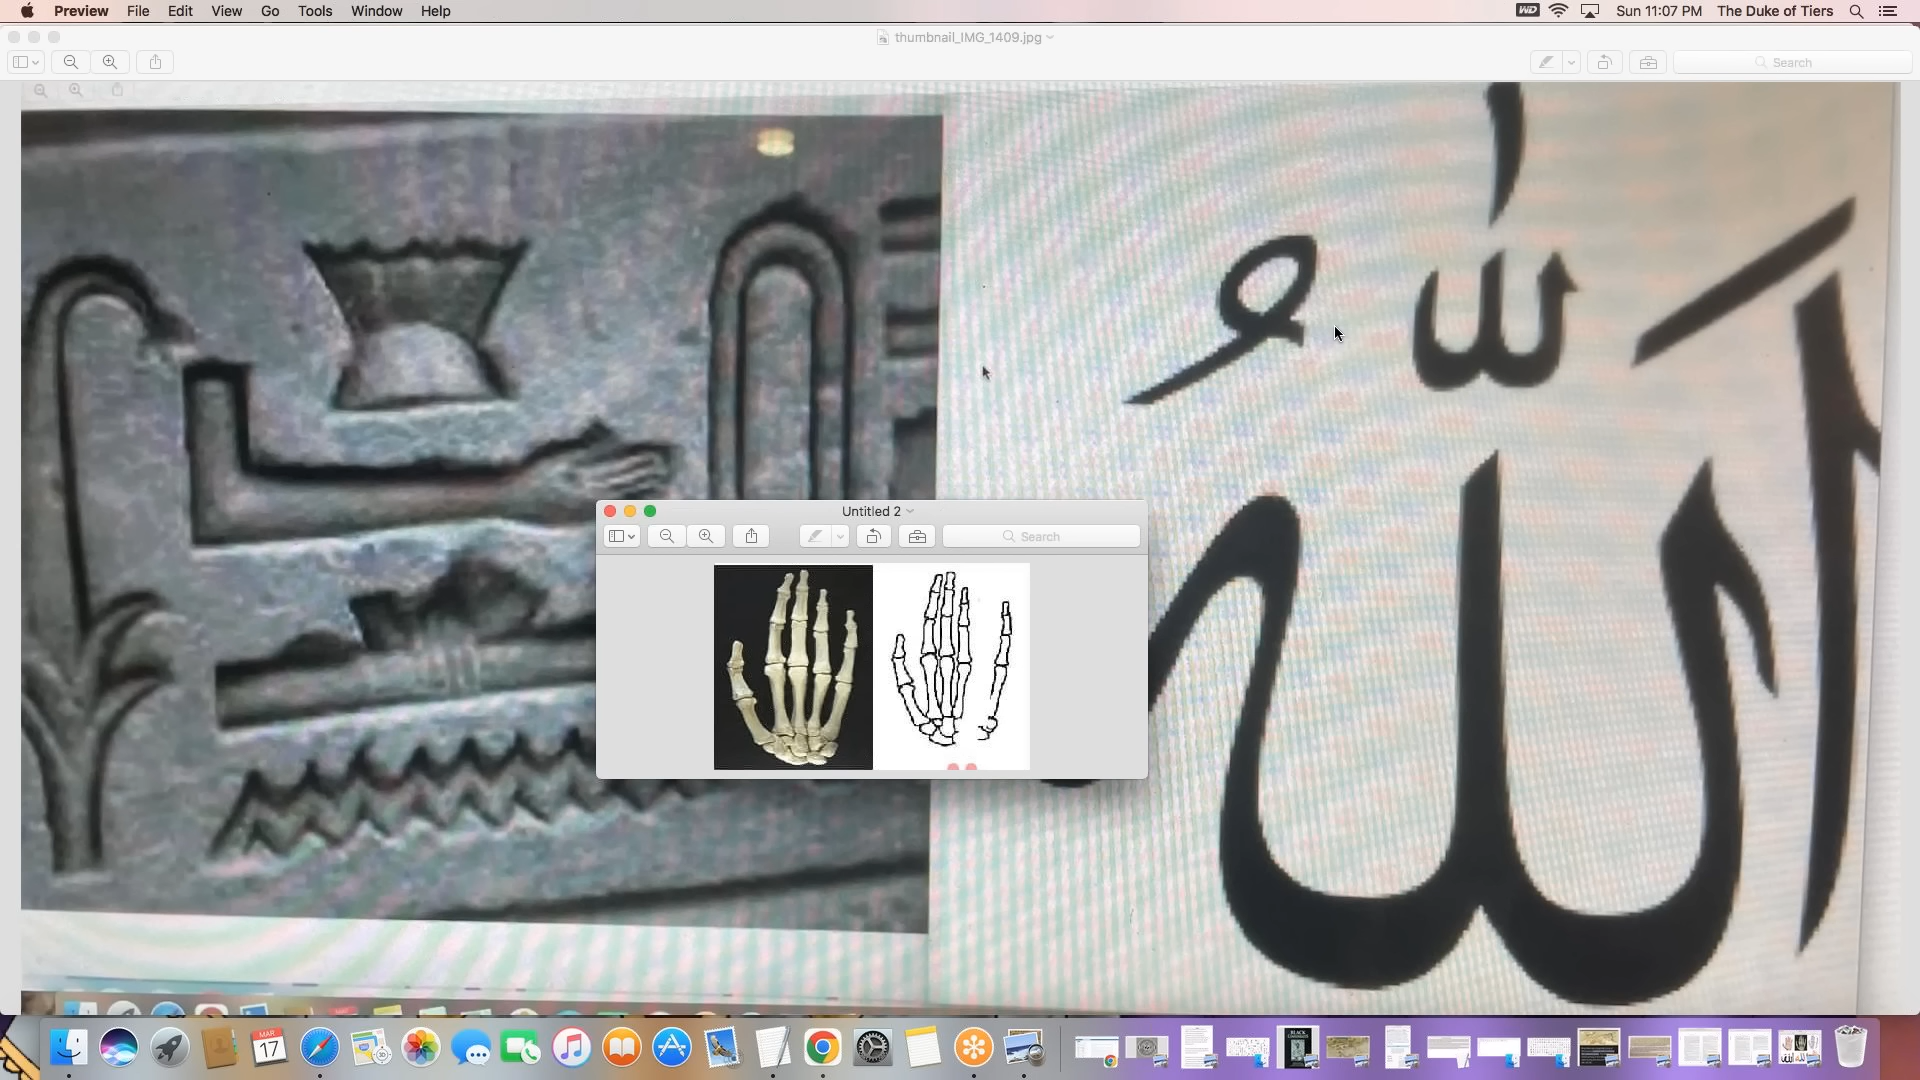 Preview File Edit View Go Tools Window Help
Sun 11:07 PM The Duke of Tiers
thumbnail_IMG_1409.jpg
Search
الله
Untitled 2
Search
MAR
17
BLACK